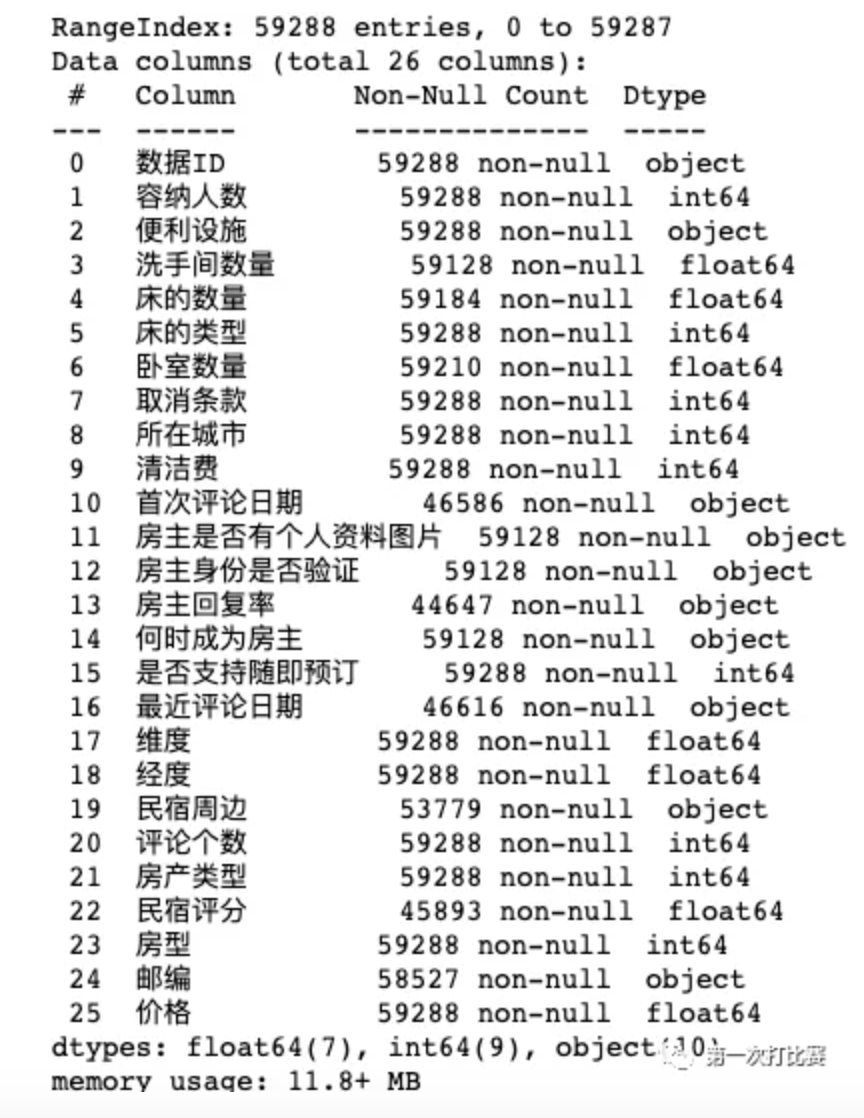 RangeIndex: 59288 entries, 0 to 59287
Data columns (total 26 columns):
# Column Non-Null Count Dtype
--- ------ -------------- -----
0 数据ID 59288 non-null object
1 容纳人数 59288 non-null int64
2 便利设施 59288 non-null object
3 洗手间数量 59128 non-null float64
4 床的数量 59184 non-null float64
5 床的类型 59288 non-null int64
6 卧室数量 59210 non-null float64
7 取消条款 59288 non-null int64
8 所在城市 59288 non-null int64
9 清洁费 59288 non-null int64
10 首次评论日期 46586 non-null object
11 房主是否有个人资料图片 59128 non-null object
12 房主身份是否验证 59128 non-null object
13 房主回复率 44647 non-null object
14 何时成为房主 59128 non-null object
15 是否支持随即预订 59288 non-null int64
16 最近评论日期 46616 non-null object
17 维度 59288 non-null float64
18 经度 59288 non-null float64
19 民宿周边 53779 non-null object
20 评论个数 59288 non-null int64
21 房产类型 59288 non-null int64
22 民宿评分 45893 non-null float64
23 房型 59288 non-null int64
24 邮编 58527 non-null object
25 价格 59288 non-null float64
dtypes: float64(7), int64(9), object(10)
第一次打比赛
memory usage: 11.8+ MB